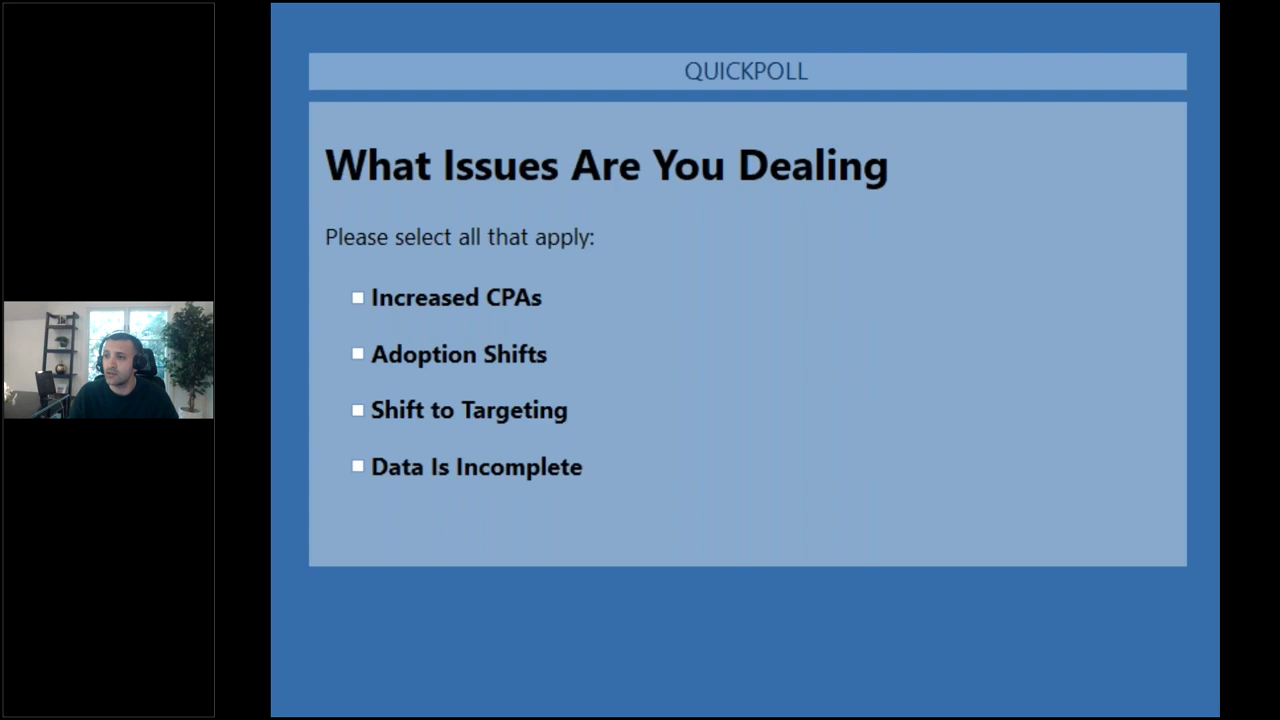 QUICKPOLL
What Issues Are You Dealing
Please select all that apply:
Increased CPAs
Adoption Shifts
Shift to Targeting
Data Is Incomplete